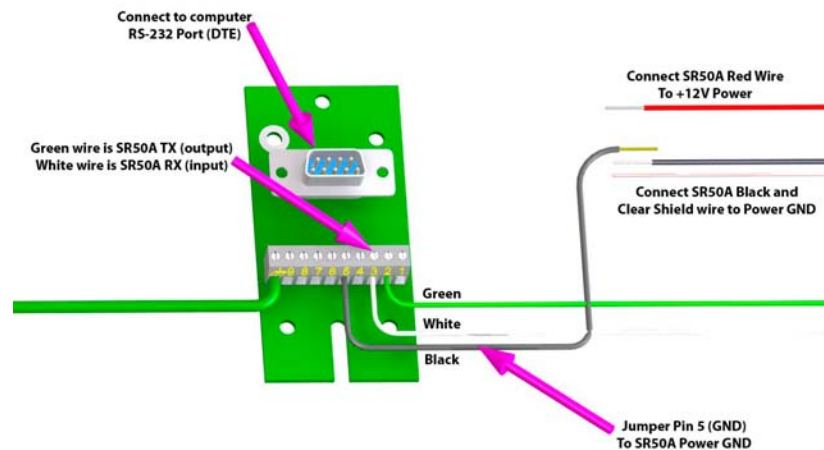 Connect to computer
RS-232 Port (DTE)
Connect SR50A Red Wire
To +12V Power
Green wire is SR50A TX (output)
White wire is SR50A RX (input)
Connect SR50A Black and
Clear Shield wire to Power GND
9 8 7 6 5 4 3 2 1
Green
White
Black
Jumper Pin 5 (GND)
To SR50A Power GND